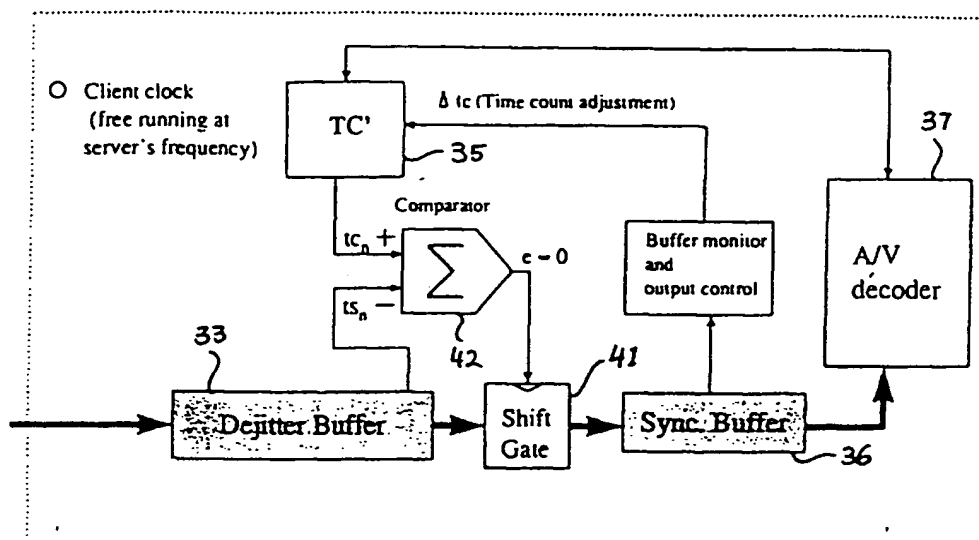 Client clock
(free running at
server's frequency)
TC'
Δ tc (Time count adjustment)
35
37
Comparator
tcₙ +
tsₙ −
Σ
e - 0
42
Buffer monitor
and
output control
A/V
décoder
33
Dejitter Buffer
41
Shift
Gate
Sync. Buffer
36